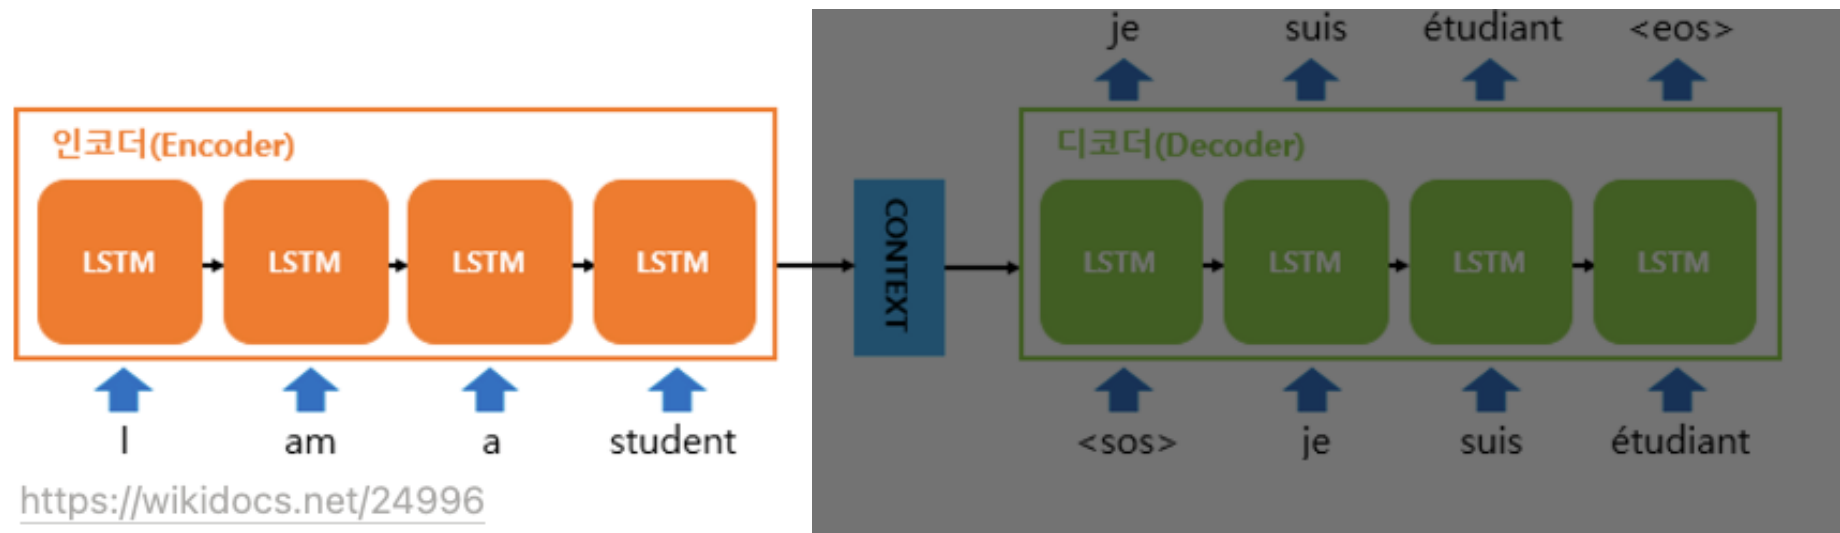 je suis étudiant <eos>
인코더(Encoder)
LSTM LSTM LSTM LSTM
CONTEXT
디코더(Decoder)
LSTM LSTM LSTM LSTM
I am a student
<sos> je suis étudiant
https://wikidocs.net/24996